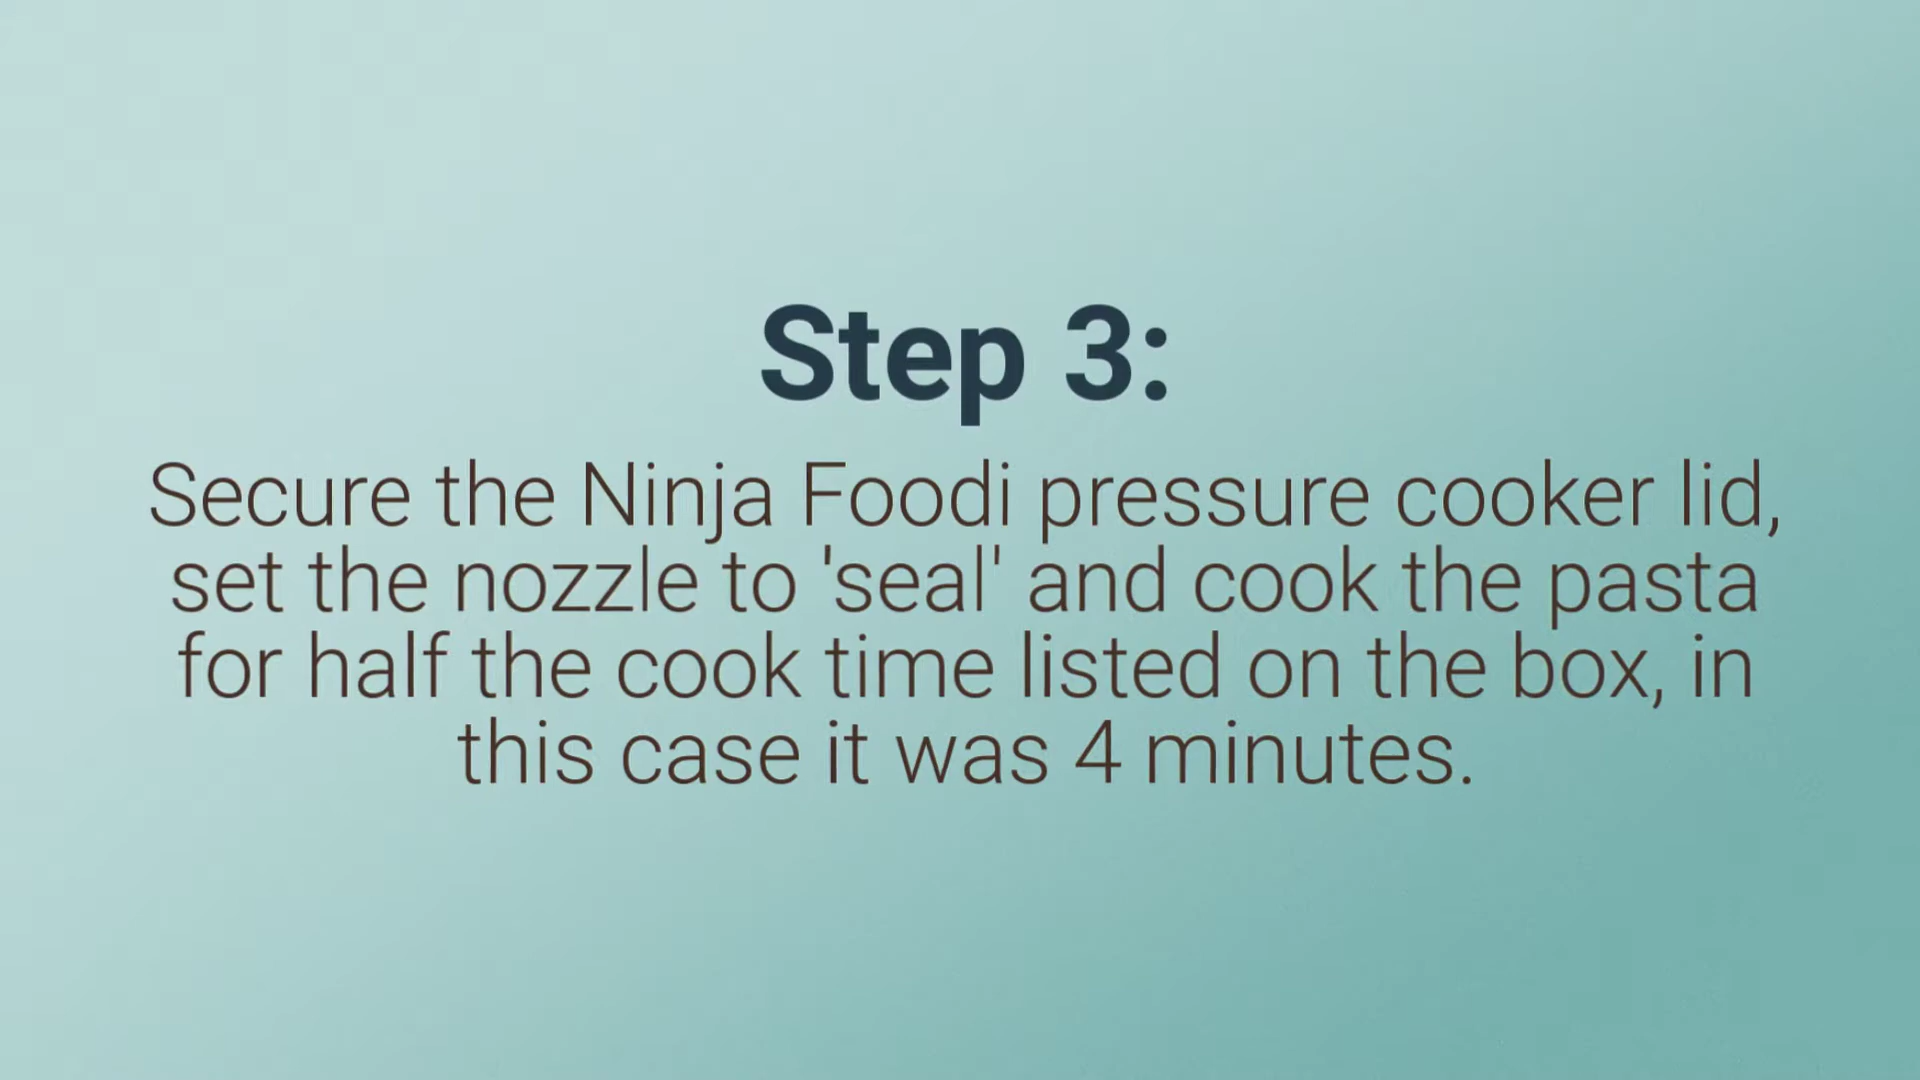 Step 3:
Secure the Ninja Foodi pressure cooker lid,
set the nozzle to 'seal' and cook the pasta
for half the cook time listed on the box, in
this case it was 4 minutes.